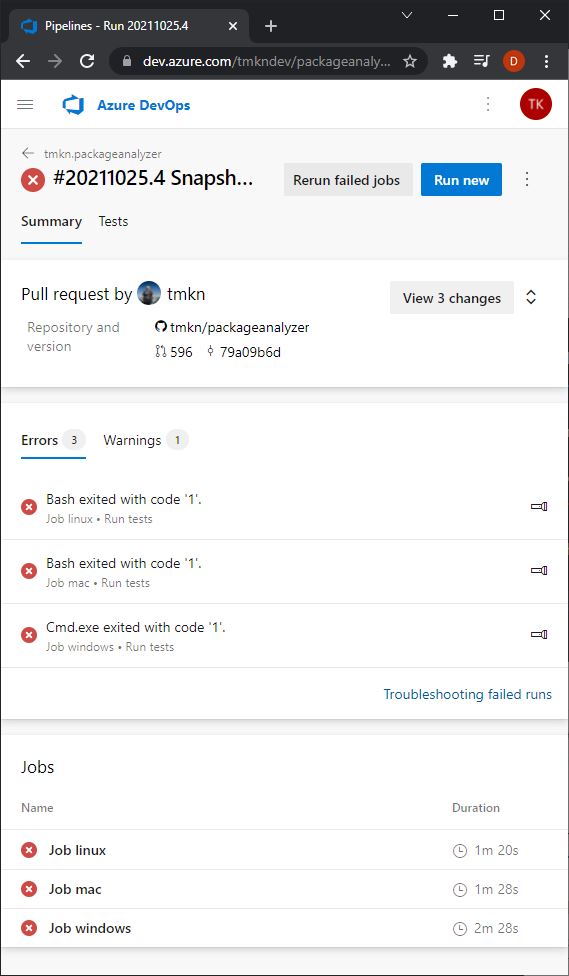 Pipelines - Run 20211025.4
dev.azure.com/tmkndev/packageanaly...
D
Azure DevOps
TK
tmkn.packageanalyzer
#20211025.4 Snapsh...
Rerun failed jobs
Run new
Summary Tests
Pull request by tmkn
View 3 changes
Repository and version
tmkn/packageanalyzer
596 79a09b6d
Errors 3 Warnings 1
Bash exited with code '1'.
Job linux • Run tests
Bash exited with code '1'.
Job mac • Run tests
Cmd.exe exited with code '1'.
Job windows • Run tests
Troubleshooting failed runs
Jobs
Name Duration
Job linux 1m 20s
Job mac 1m 28s
Job windows 2m 28s